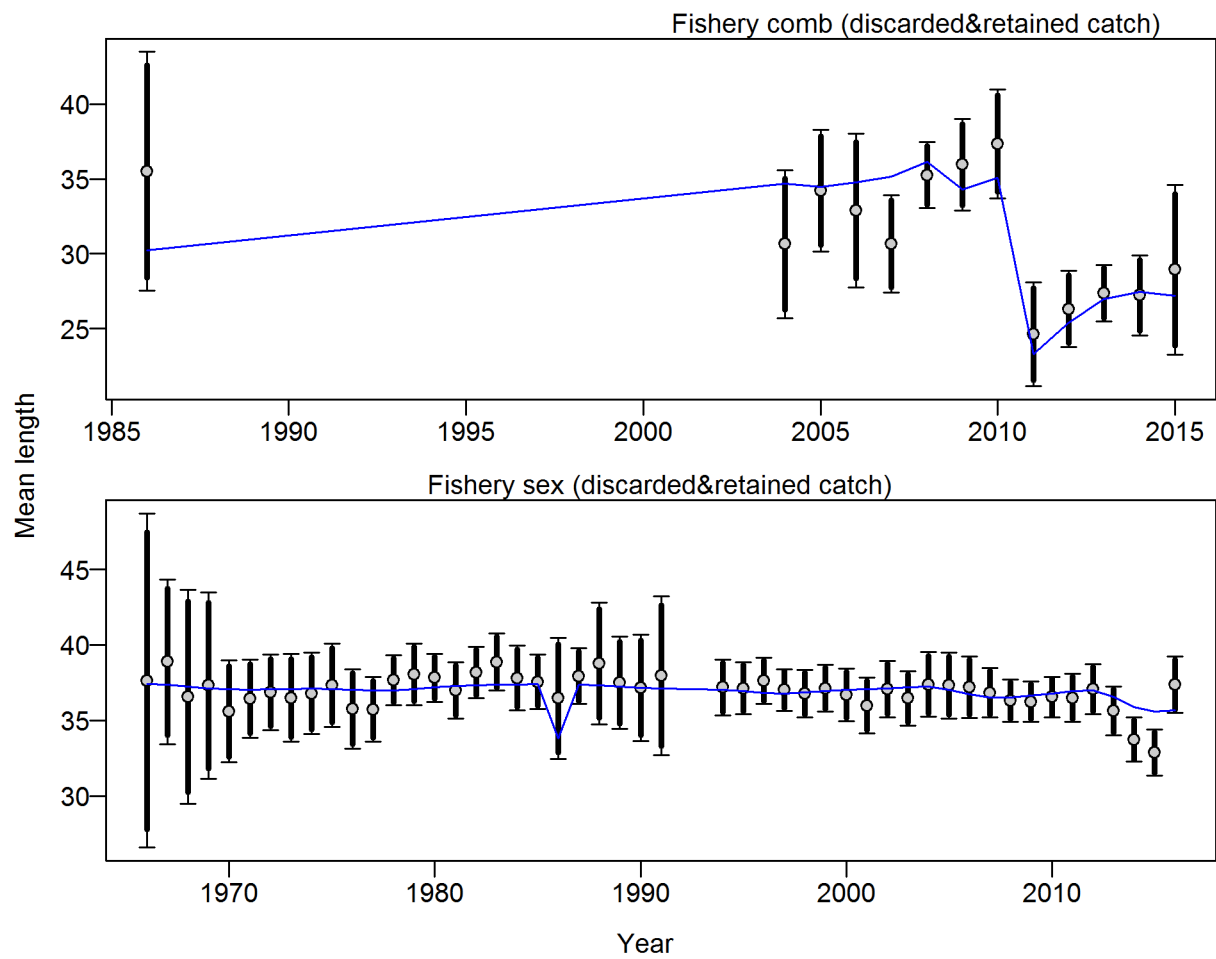 Fishery comb (discarded&retained catch)
40
35
30
25
1985 1990 1995 2000 2005 2010 2015
Mean length
Fishery sex (discarded&retained catch)
45
40
35
30
1970 1980 1990 2000 2010
Year